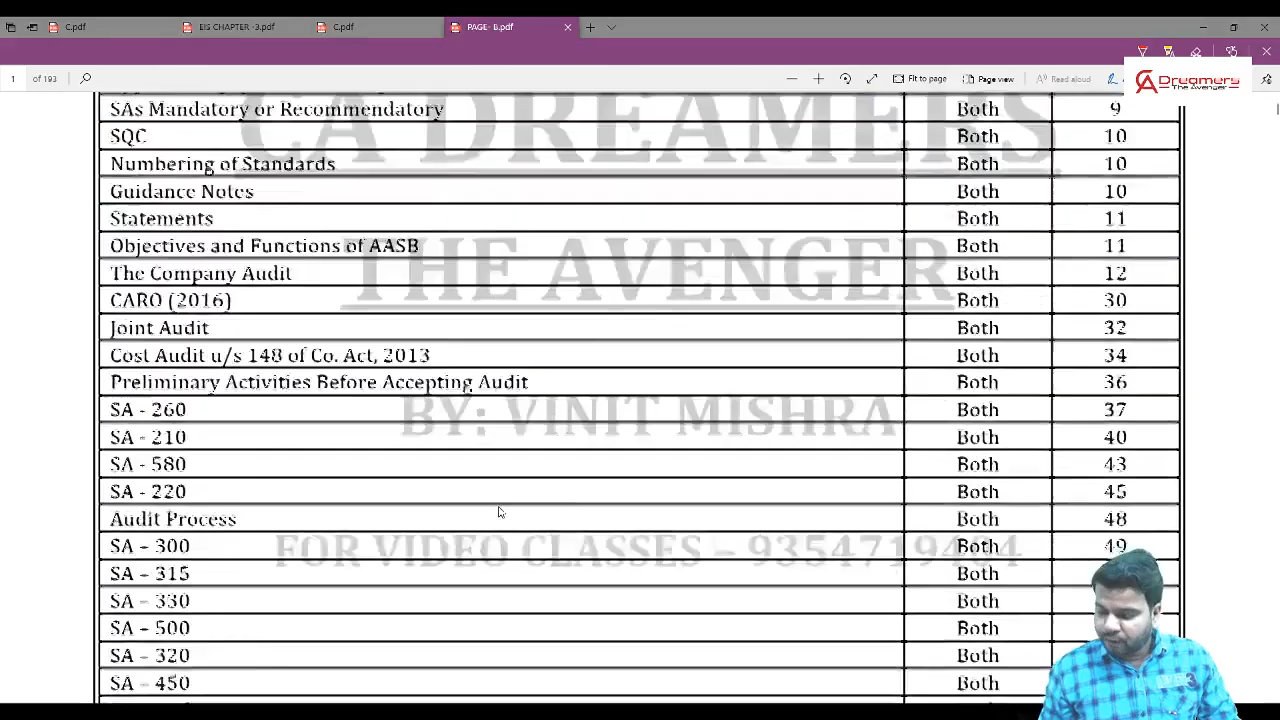 C.pdf EIS CHAPTER -3.pdf C.pdf PAGE- B.pdf
1 of 193 Fit to page Page view Read aloud
CA Dreamers
The Avenger
CA DREAMERS
THE AVENGER
BY: VINIT MISHRA
FOR VIDEO CLASSES – 9354719404
SAs Mandatory or Recommendatory Both 9
SQC Both 10
Numbering of Standards Both 10
Guidance Notes Both 10
Statements Both 11
Objectives and Functions of AASB Both 11
The Company Audit Both 12
CARO (2016) Both 30
Joint Audit Both 32
Cost Audit u/s 148 of Co. Act, 2013 Both 34
Preliminary Activities Before Accepting Audit Both 36
SA - 260 Both 37
SA - 210 Both 40
SA - 580 Both 43
SA - 220 Both 45
Audit Process Both 48
SA – 300 Both 49
SA – 315 Both
SA – 330 Both
SA – 500 Both
SA – 320 Both
SA – 450 Both